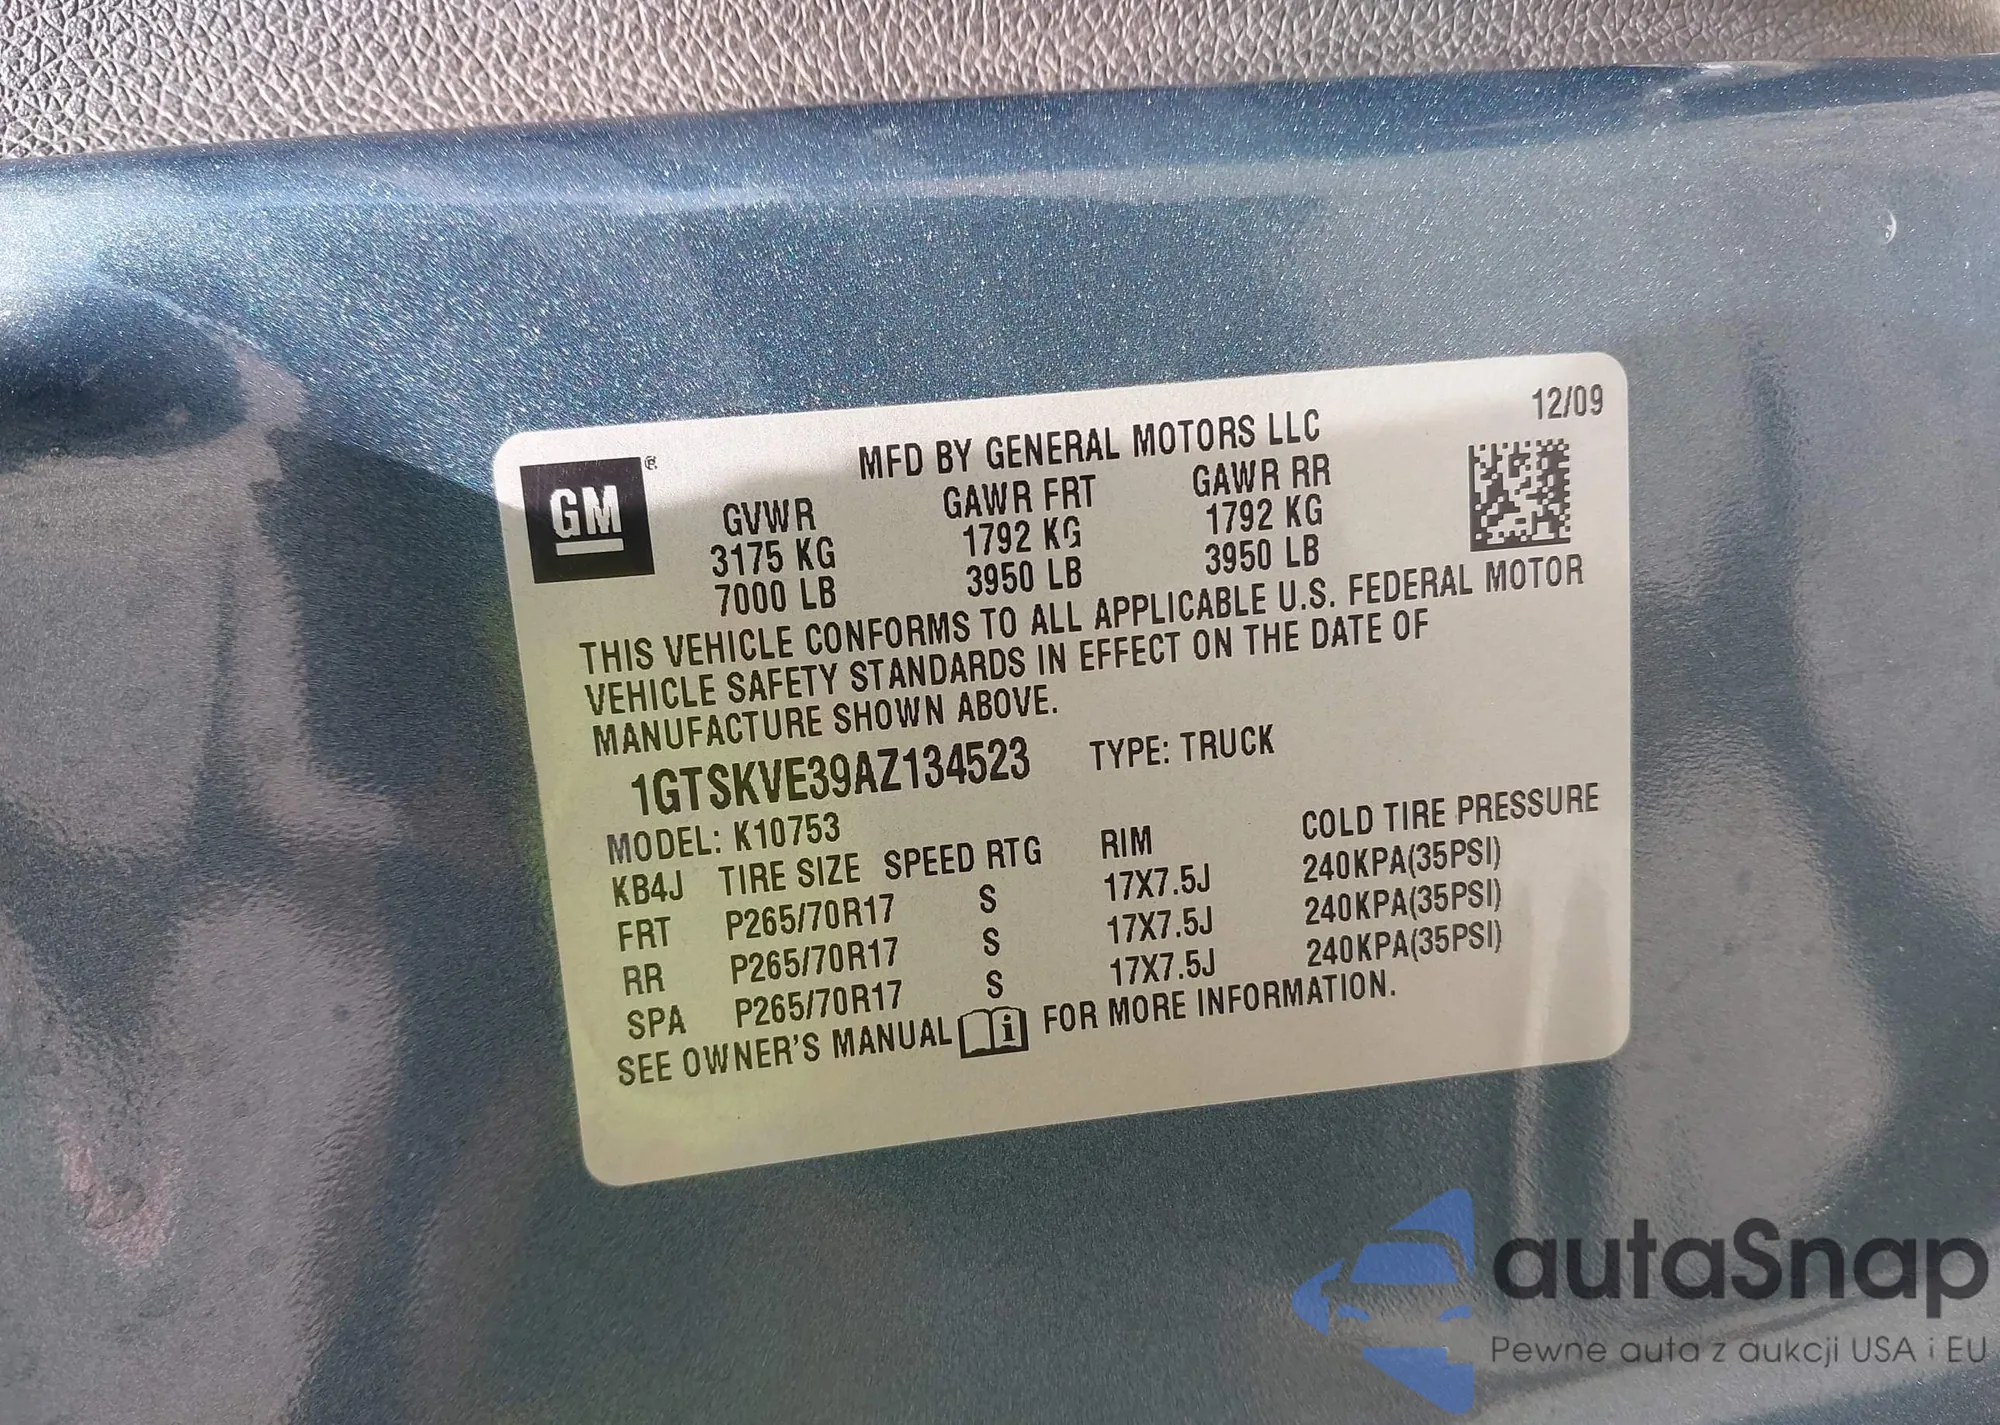 12/09
MFD BY GENERAL MOTORS LLC
GM ®
GVWR GAWR FRT GAWR RR
3175 KG 1792 KG 1792 KG
7000 LB 3950 LB 3950 LB
THIS VEHICLE CONFORMS TO ALL APPLICABLE U.S. FEDERAL MOTOR
VEHICLE SAFETY STANDARDS IN EFFECT ON THE DATE OF
MANUFACTURE SHOWN ABOVE.
1GTSKVE39AZ134523 TYPE: TRUCK
MODEL: K10753
KB4J TIRE SIZE SPEED RTG RIM COLD TIRE PRESSURE
FRT P265/70R17 S 17X7.5J 240KPA(35PSI)
RR P265/70R17 S 17X7.5J 240KPA(35PSI)
SPA P265/70R17 S 17X7.5J 240KPA(35PSI)
SEE OWNER'S MANUAL i FOR MORE INFORMATION.
autaSnap
Pewne auta z aukcji USA i EU